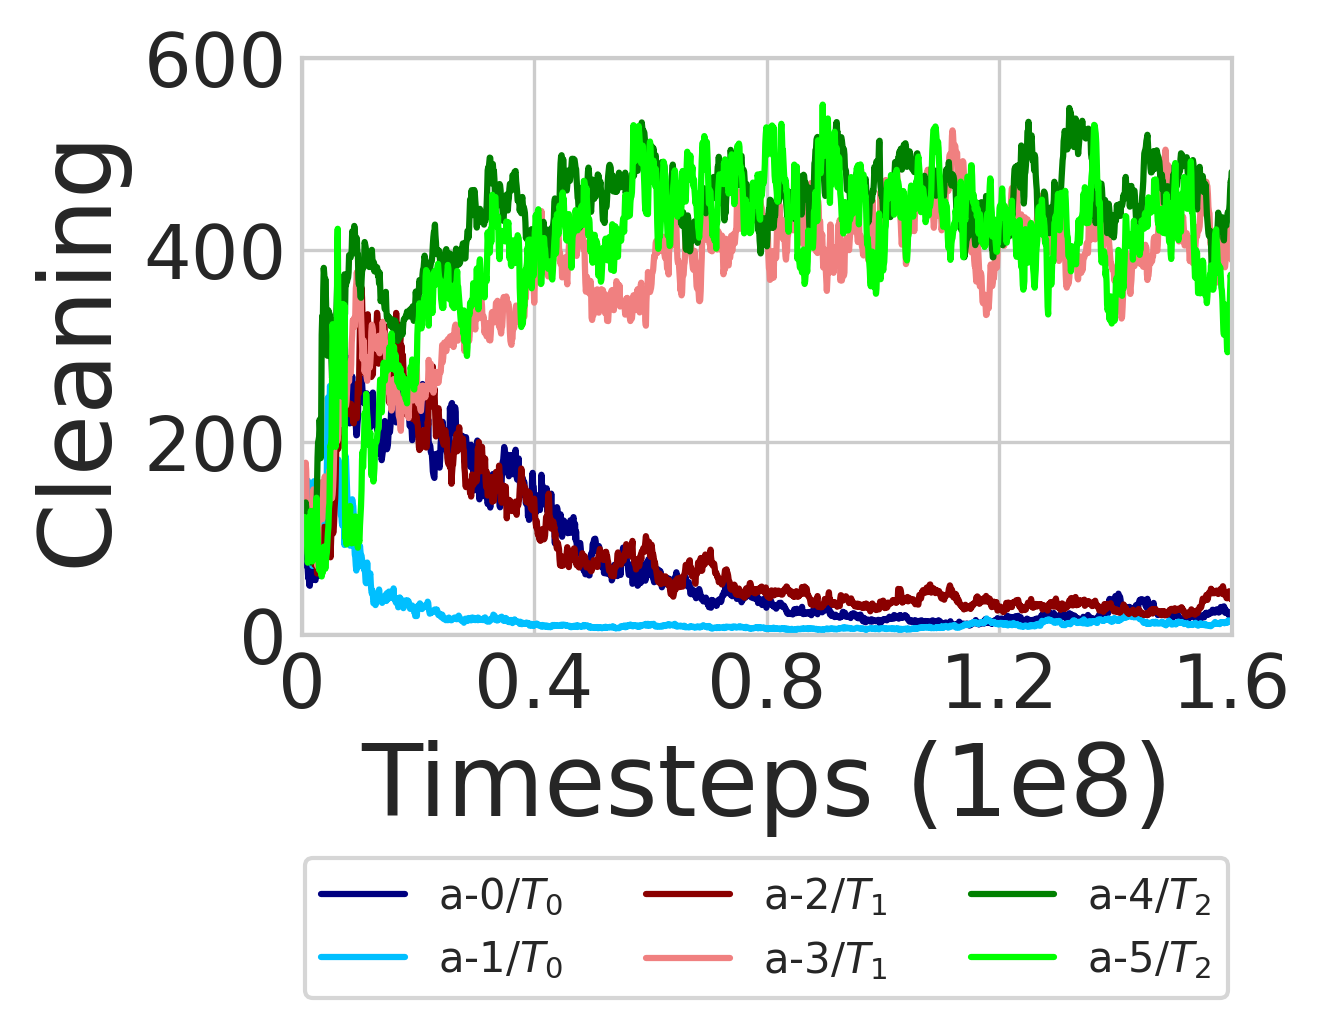 600
400
200
0
0 0.4 0.8 1.2 1.6
Cleaning
Timesteps (1e8)
a-0/T₀ a-2/T₁ a-4/T₂
a-1/T₀ a-3/T₁ a-5/T₂